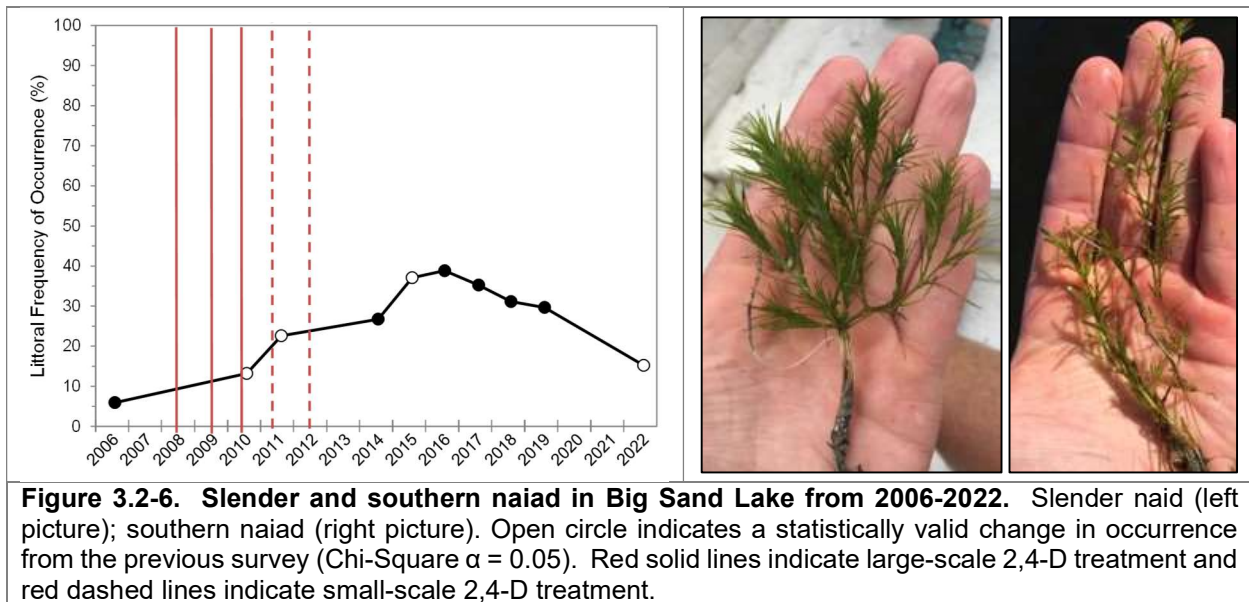 100
90
80
70
60
50
40
30
20
10
0
Littoral Frequency of Occurrence (%)
2006 2007 2008 2009 2010 2011 2012 2013 2014 2015 2016 2017 2018 2019 2020 2021 2022
Figure 3.2-6. Slender and southern naiad in Big Sand Lake from 2006-2022. Slender naid (left
picture); southern naiad (right picture). Open circle indicates a statistically valid change in occurrence
from the previous survey (Chi-Square α = 0.05). Red solid lines indicate large-scale 2,4-D treatment and
red dashed lines indicate small-scale 2,4-D treatment.